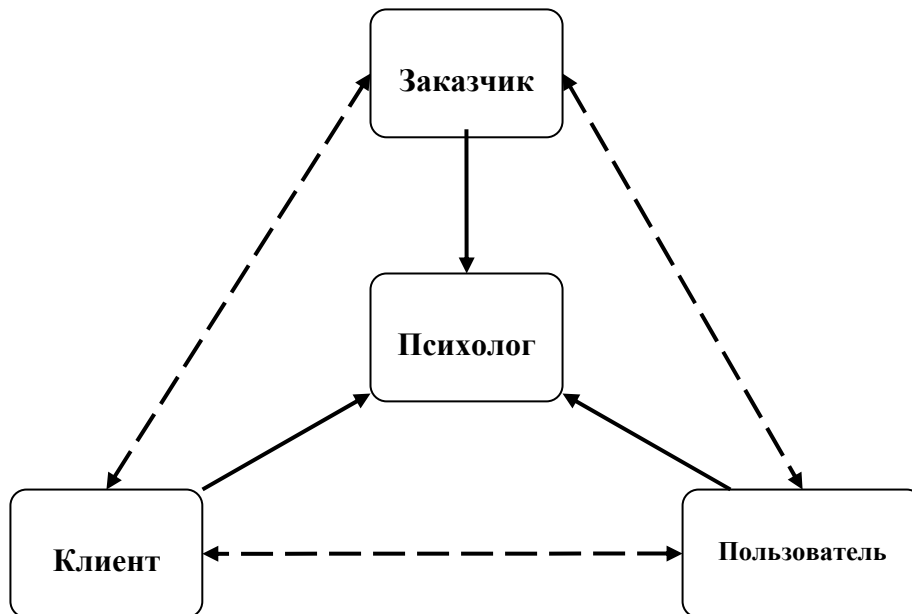 Заказчик
Психолог
Клиент
Пользователь